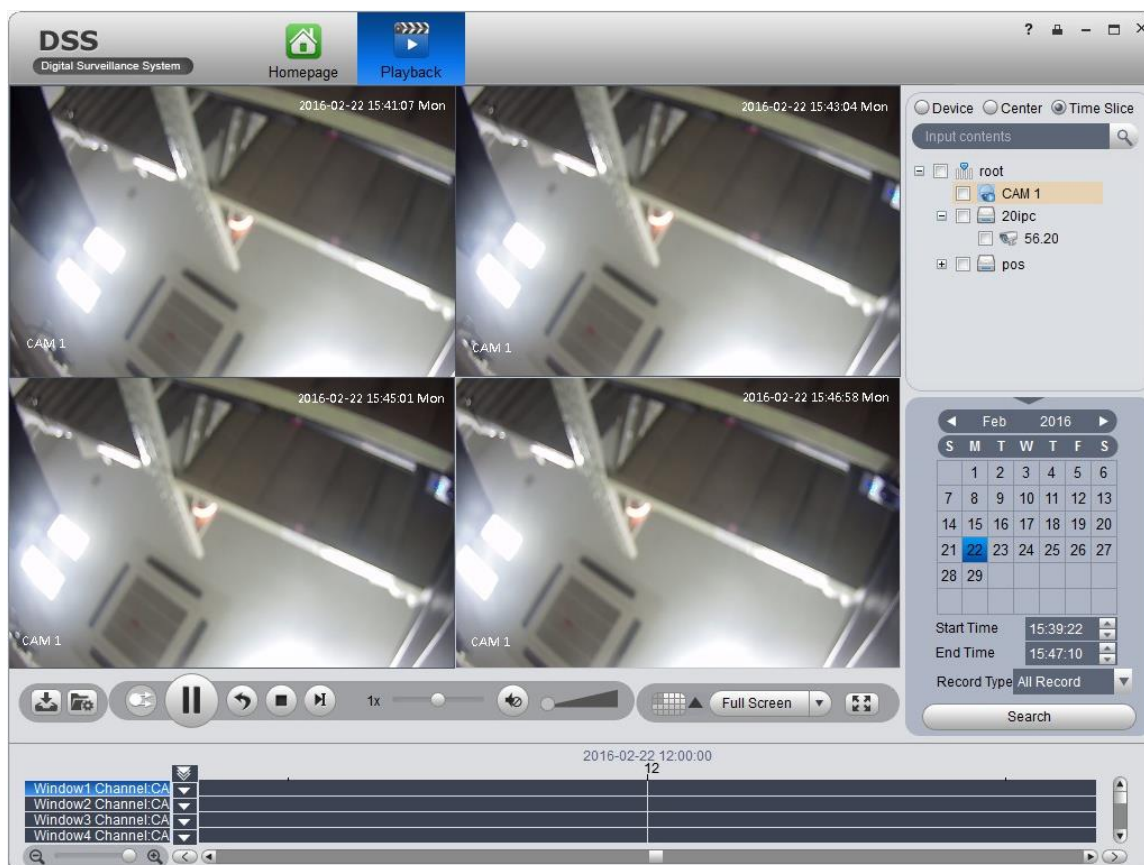 DSS
Digital Surveillance System
Homepage
Playback
?
2016-02-22 15:41:07 Mon
CAM 1
2016-02-22 15:43:04 Mon
CAM 1
2016-02-22 15:45:01 Mon
CAM 1
2016-02-22 15:46:58 Mon
CAM 1
Device Center Time Slice
Input contents
root
CAM 1
20ipc
56.20
pos
Feb 2016
S M T W T F S
1 2 3 4 5 6
7 8 9 10 11 12 13
14 15 16 17 18 19 20
21 22 23 24 25 26 27
28 29
Start Time 15:39:22
End Time 15:47:10
Record Type All Record
Search
1x
Full Screen
2016-02-22 12:00:00
12
Window1 Channel:CA
Window2 Channel:CA
Window3 Channel:CA
Window4 Channel:CA